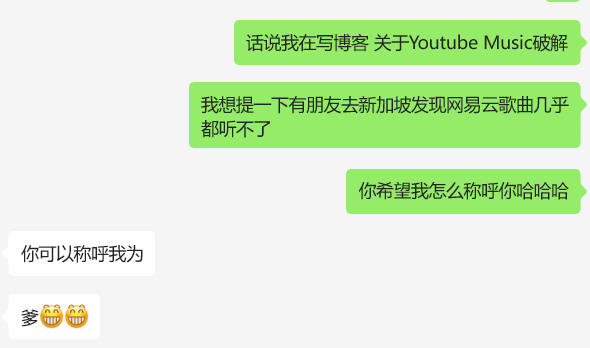 话说我在写博客 关于Youtube Music破解
我想提一下有朋友去新加坡发现网易云歌曲几乎
都听不了
你希望我怎么称呼你哈哈哈
你可以称呼我为
爹😁😁